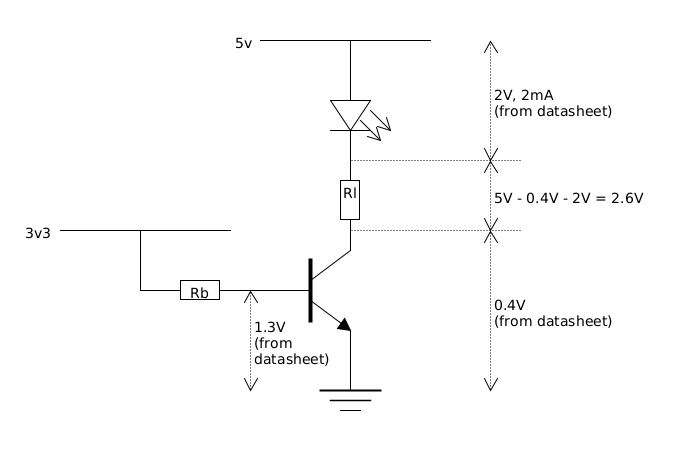 5v
2V, 2mA
(from datasheet)
Rl
5V - 0.4V - 2V = 2.6V
3v3
Rb
1.3V
(from
datasheet)
0.4V
(from datasheet)